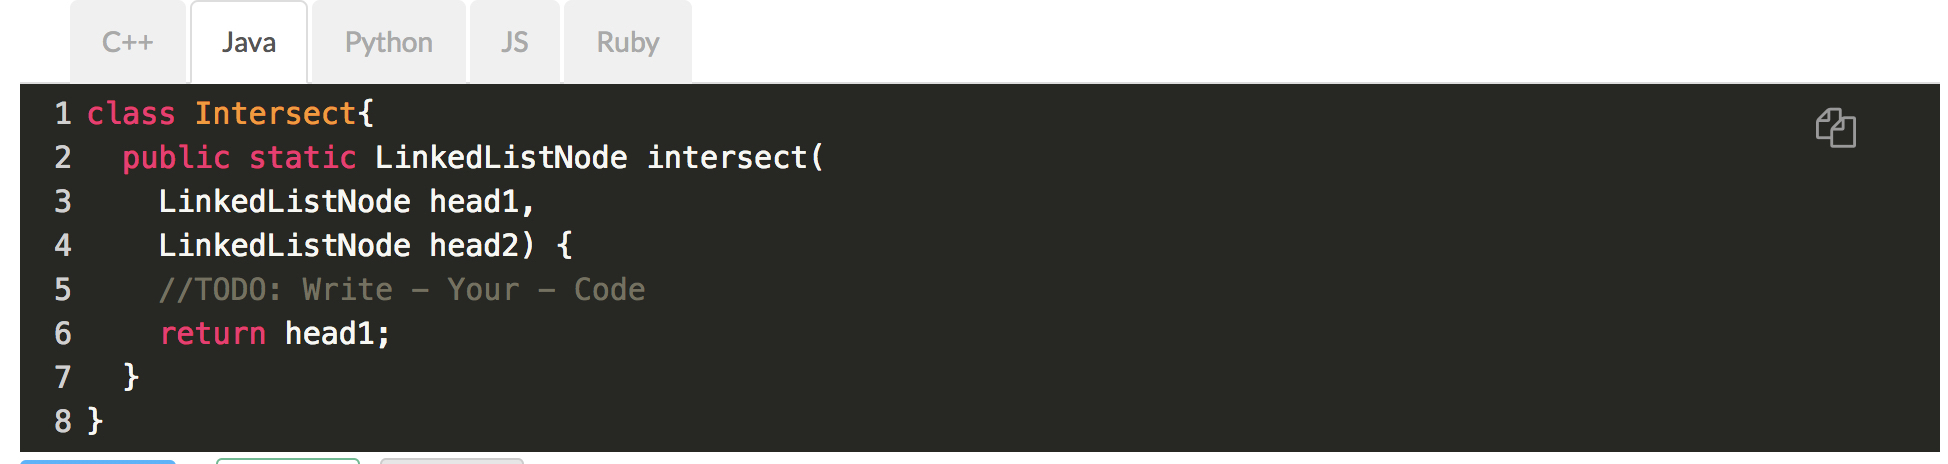 C++ Java Python JS Ruby
1 class Intersect{
2 public static LinkedListNode intersect(
3 LinkedListNode head1,
4 LinkedListNode head2) {
5 //TODO: Write – Your – Code
6 return head1;
7 }
8 }